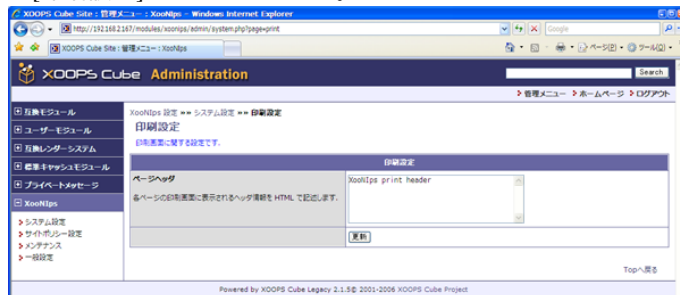 XOOPS Cube Site : 管理メニュー : XooNIps - Windows Internet Explorer
http://192.168.2.167/modules/xoonips/admin/system.php?page=print
Google
XOOPS Cube Site : 管理メニュー : XooNIps
ページ(P)
ツール(O)
XOOPS Cube Administration
Search
管理メニュー
ホームページ
ログアウト
互換モジュール
ユーザーモジュール
互換レンダーシステム
標準キャッシュモジュール
プライベートメッセージ
XooNIps
システム設定
サイトポリシー設定
メンテナンス
一般設定
XooNIps 設定 »» システム設定 »» 印刷設定
印刷設定
印刷画面に関する設定です.
印刷設定
ページヘッダ
各ページの印刷画面に表示されるヘッダ情報を HTML で記述します.
XooNIps print header
更新
Topへ戻る
Powered by XOOPS Cube Legacy 2.1.5© 2001-2006 XOOPS Cube Project